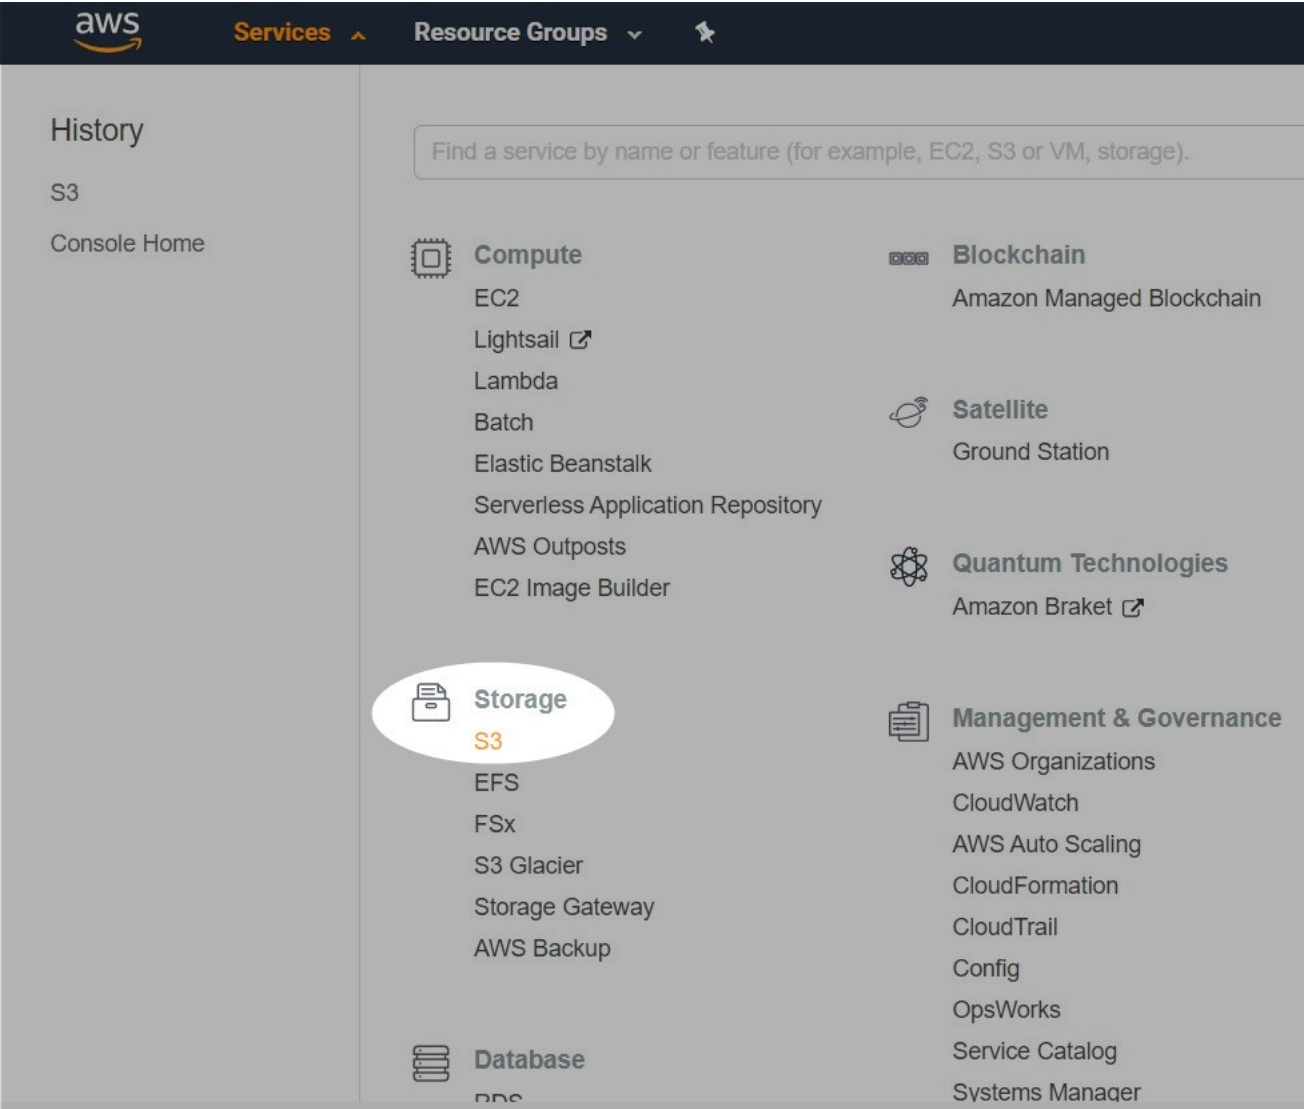 aws
Services
Resource Groups
History
S3
Console Home
Find a service by name or feature (for example, EC2, S3 or VM, storage).
Compute
EC2
Lightsail
Lambda
Batch
Elastic Beanstalk
Serverless Application Repository
AWS Outposts
EC2 Image Builder
Storage
S3
EFS
FSx
S3 Glacier
Storage Gateway
AWS Backup
Database
RDS
Blockchain
Amazon Managed Blockchain
Satellite
Ground Station
Quantum Technologies
Amazon Braket
Management & Governance
AWS Organizations
CloudWatch
AWS Auto Scaling
CloudFormation
CloudTrail
Config
OpsWorks
Service Catalog
Systems Manager